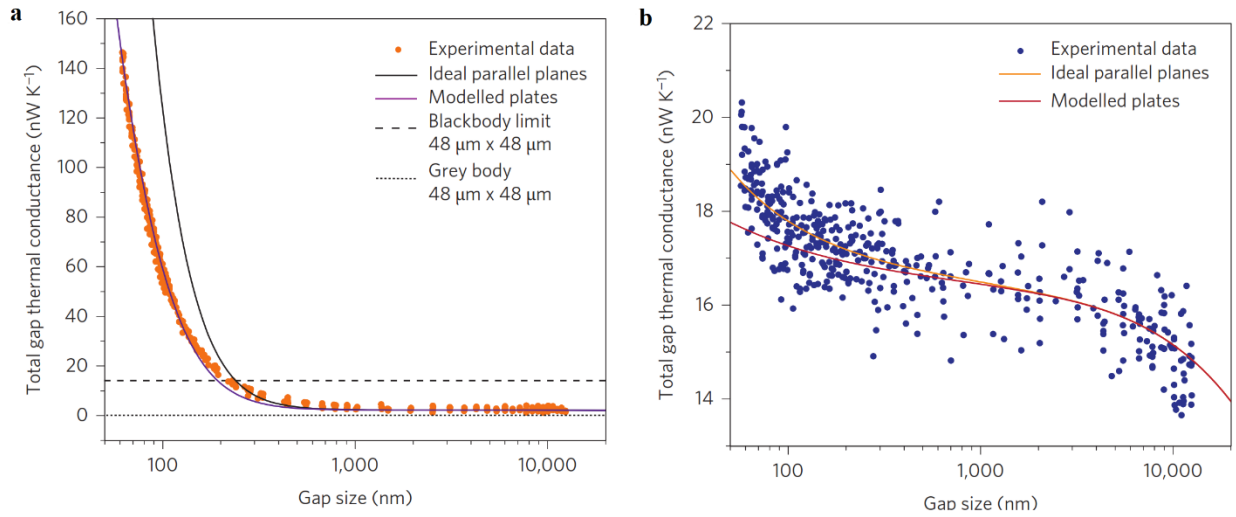 a
Total gap thermal conductance (nW K⁻¹)
160
140
120
100
80
60
40
20
0
100
1,000
10,000
Gap size (nm)
Experimental data
Ideal parallel planes
Modelled plates
Blackbody limit
48 μm x 48 μm
Grey body
48 μm x 48 μm
b
Total gap thermal conductance (nW K⁻¹)
22
20
18
16
14
100
1,000
10,000
Gap size (nm)
Experimental data
Ideal parallel planes
Modelled plates